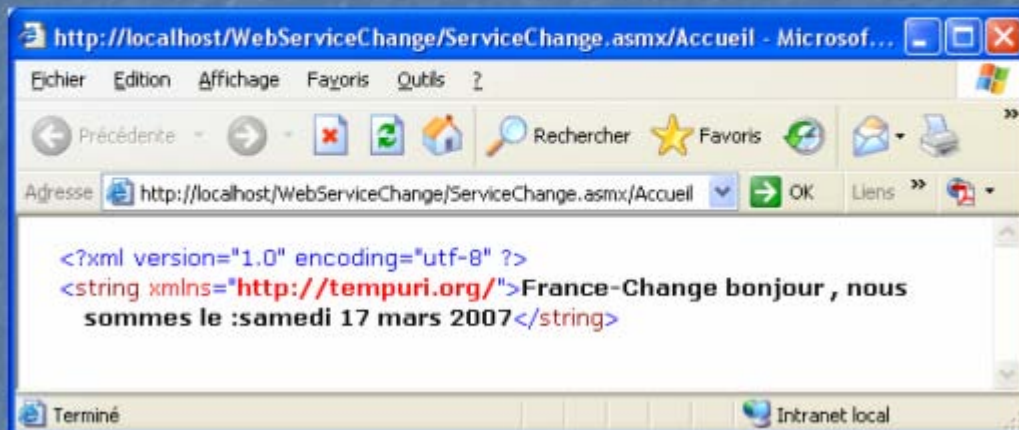 http://localhost/WebServiceChange/ServiceChange.asmx/Accueil - Microsof...
Fichier Edition Affichage Favoris Outils ?
Précédente Rechercher Favoris »
Adresse http://localhost/WebServiceChange/ServiceChange.asmx/Accueil OK Liens »
<?xml version="1.0" encoding="utf-8" ?>
<string xmlns="http://tempuri.org/">France-Change bonjour , nous
sommes le :samedi 17 mars 2007</string>
Terminé Intranet local